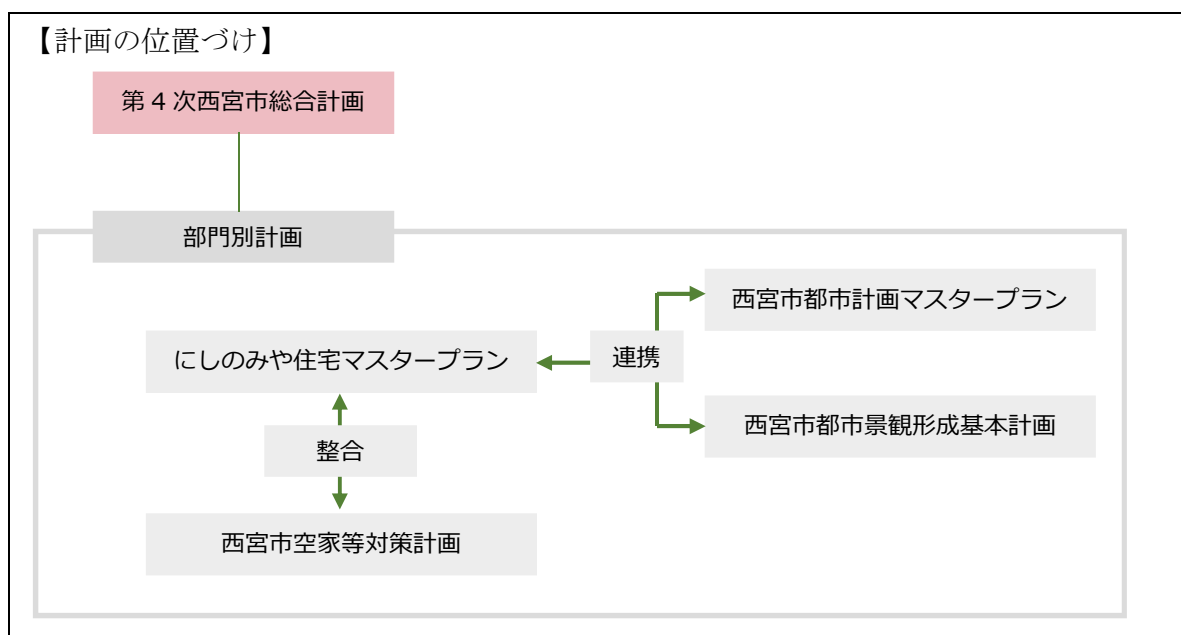 【計画の位置づけ】
第4次西宮市総合計画
部門別計画
西宮市都市計画マスタープラン
にしのみや住宅マスタープラン
連携
西宮市都市景観形成基本計画
整合
西宮市空家等対策計画